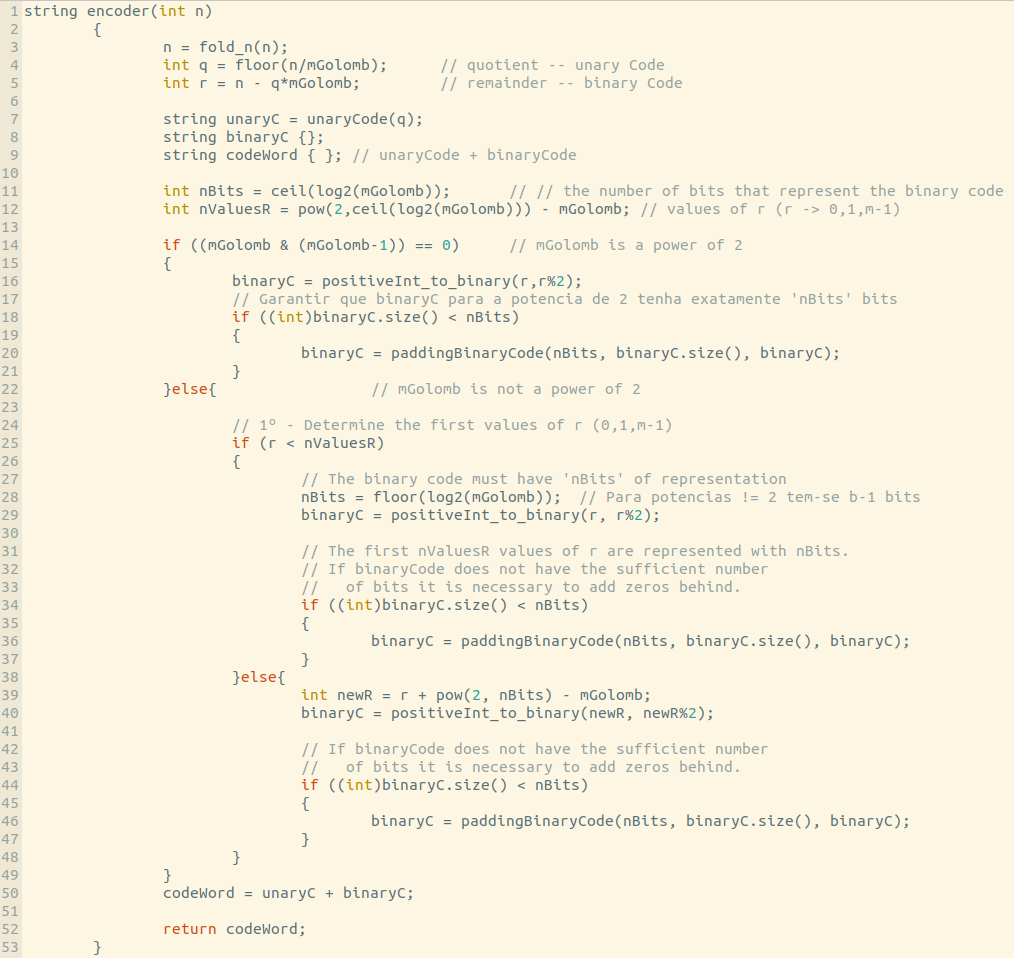 1 string encoder(int n)
2 {
3 n = fold_n(n);
4 int q = floor(n/mGolomb); // quotient -- unary Code
5 int r = n - q*mGolomb; // remainder -- binary Code
6
7 string unaryC = unaryCode(q);
8 string binaryC {};
9 string codeWord { }; // unaryCode + binaryCode
10
11 int nBits = ceil(log2(mGolomb)); // // the number of bits that represent the binary code
12 int nValuesR = pow(2,ceil(log2(mGolomb))) - mGolomb; // values of r (r -> 0,1,m-1)
13
14 if ((mGolomb & (mGolomb-1)) == 0) // mGolomb is a power of 2
15 {
16 binaryC = positiveInt_to_binary(r,r%2);
17 // Garantir que binaryC para a potencia de 2 tenha exatamente 'nBits' bits
18 if ((int)binaryC.size() < nBits)
19 {
20 binaryC = paddingBinaryCode(nBits, binaryC.size(), binaryC);
21 }
22 }else{ // mGolomb is not a power of 2
23
24 // 1º - Determine the first values of r (0,1,m-1)
25 if (r < nValuesR)
26 {
27 // The binary code must have 'nBits' of representation
28 nBits = floor(log2(mGolomb)); // Para potencias != 2 tem-se b-1 bits
29 binaryC = positiveInt_to_binary(r, r%2);
30
31 // The first nValuesR values of r are represented with nBits.
32 // If binaryCode does not have the sufficient number
33 // of bits it is necessary to add zeros behind.
34 if ((int)binaryC.size() < nBits)
35 {
36 binaryC = paddingBinaryCode(nBits, binaryC.size(), binaryC);
37 }
38 }else{
39 int newR = r + pow(2, nBits) - mGolomb;
40 binaryC = positiveInt_to_binary(newR, newR%2);
41
42 // If binaryCode does not have the sufficient number
43 // of bits it is necessary to add zeros behind.
44 if ((int)binaryC.size() < nBits)
45 {
46 binaryC = paddingBinaryCode(nBits, binaryC.size(), binaryC);
47 }
48 }
49 }
50 codeWord = unaryC + binaryC;
51
52 return codeWord;
53 }